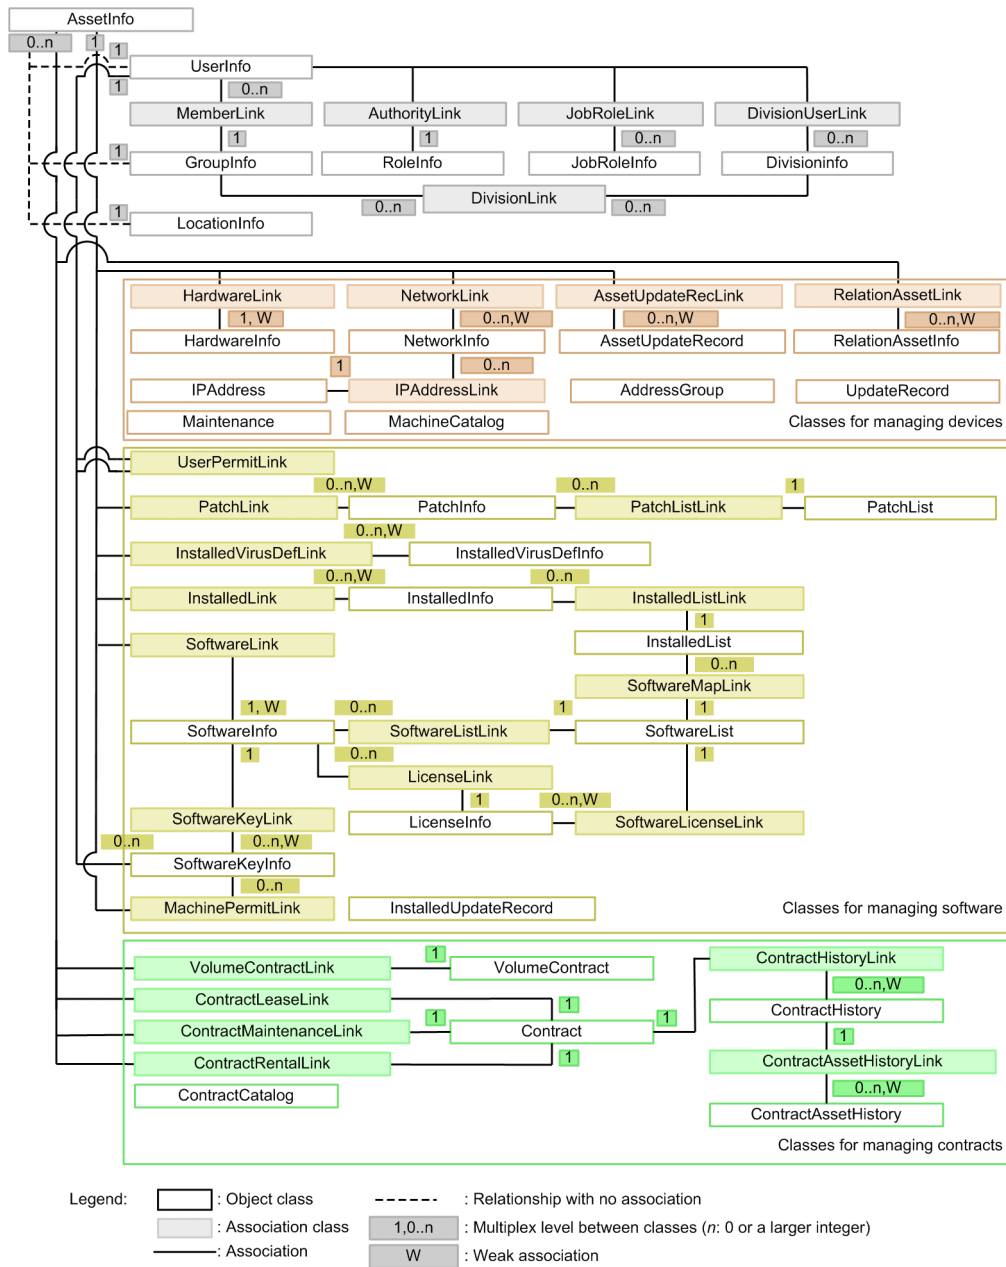 AssetInfo
0..n
1
1
UserInfo
1
0..n
MemberLink
AuthorityLink
JobRoleLink
DivisionUserLink
1
1
0..n
0..n
1
GroupInfo
RoleInfo
JobRoleInfo
Divisioninfo
DivisionLink
0..n
0..n
1
LocationInfo
HardwareLink
NetworkLink
AssetUpdateRecLink
RelationAssetLink
1, W
0..n,W
0..n,W
0..n,W
HardwareInfo
NetworkInfo
AssetUpdateRecord
RelationAssetInfo
1
0..n
IPAddress
IPAddressLink
AddressGroup
UpdateRecord
Maintenance
MachineCatalog
Classes for managing devices
UserPermitLink
0..n,W
0..n
1
PatchLink
PatchInfo
PatchListLink
PatchList
0..n,W
InstalledVirusDefLink
InstalledVirusDefInfo
0..n,W
0..n
InstalledLink
InstalledInfo
InstalledListLink
1
SoftwareLink
InstalledList
0..n
SoftwareMapLink
1, W
0..n
1
1
SoftwareInfo
SoftwareListLink
SoftwareList
1
0..n
1
LicenseLink
1
0..n,W
SoftwareKeyLink
LicenseInfo
SoftwareLicenseLink
0..n
0..n,W
SoftwareKeyInfo
0..n
MachinePermitLink
InstalledUpdateRecord
Classes for managing software
1
ContractHistoryLink
VolumeContractLink
VolumeContract
0..n,W
ContractLeaseLink
1
ContractHistory
1
1
ContractMaintenanceLink
Contract
1
1
ContractRentalLink
ContractAssetHistoryLink
0..n,W
ContractCatalog
ContractAssetHistory
Classes for managing contracts
Legend:
: Object class
: Relationship with no association
: Association class
1,0..n
: Multiplex level between classes (n: 0 or a larger integer)
: Association
W
: Weak association